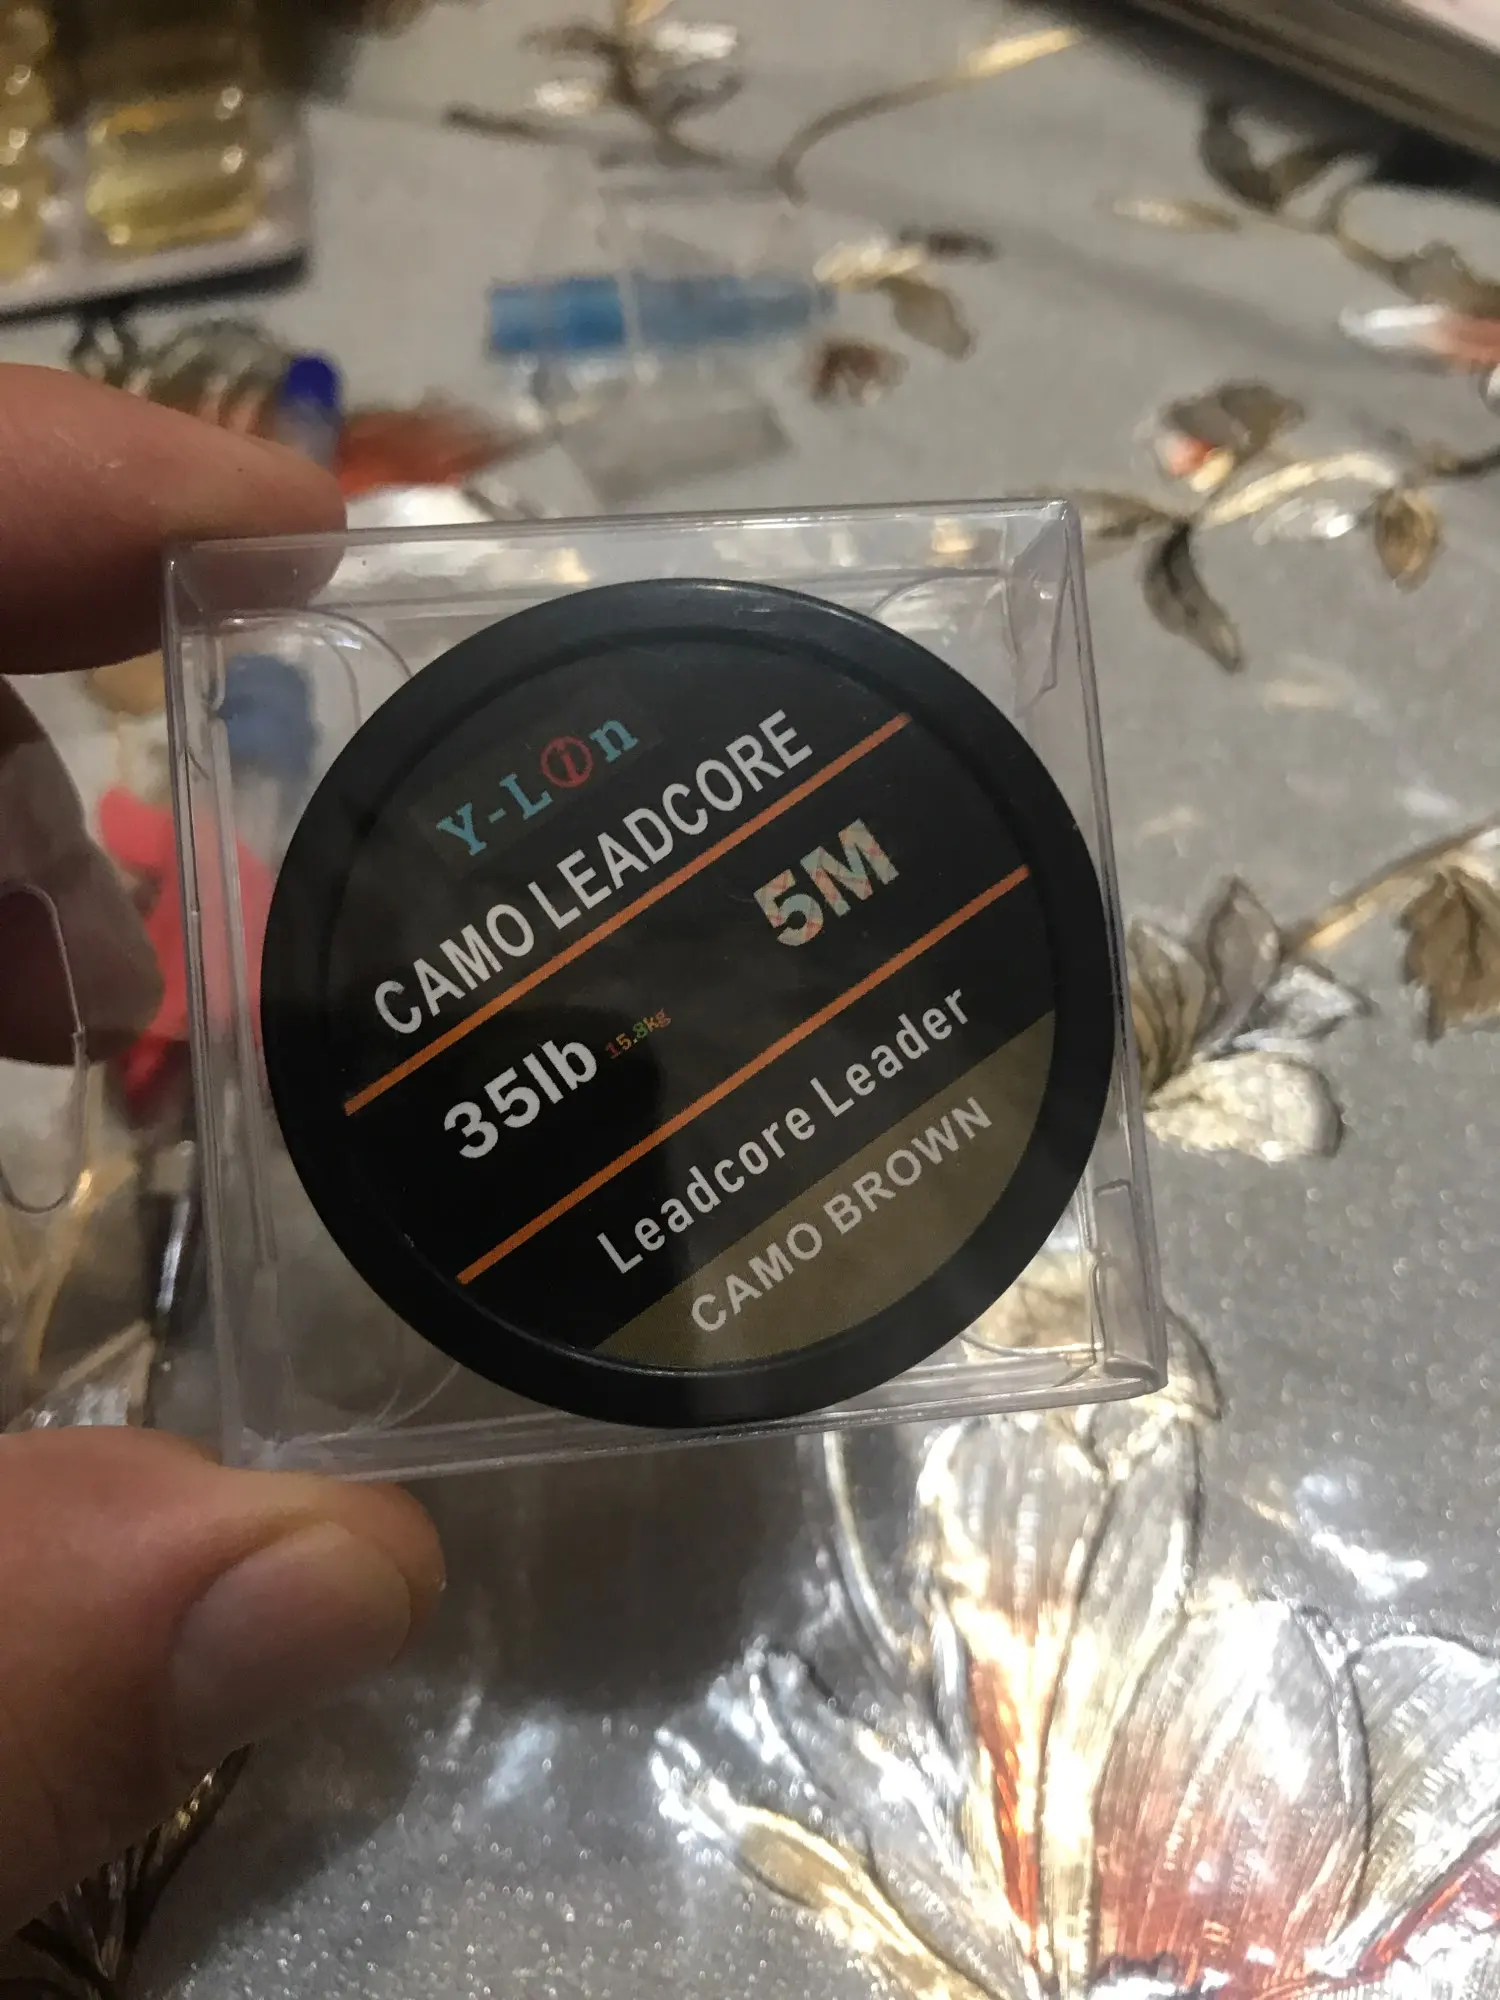 Y-Lin
CAMO LEADCORE
5M
35lb 15.8kg
Leadcore Leader
CAMO BROWN